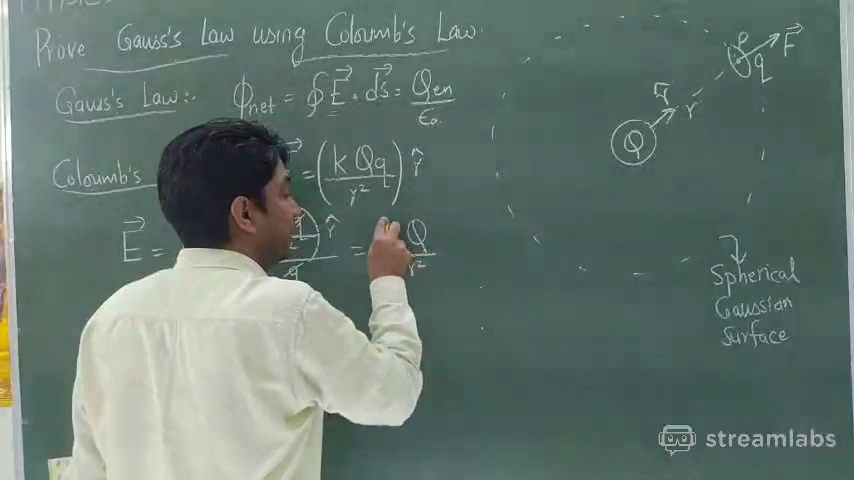 Prove Gauss's Law using Coloumb's Law.
Gauss's Law:- ϕnet = ∮ E⃗ . ds⃗ = Qen/ε₀
Coloumb's = (k Qq / r²) r̂
E⃗ = r̂ = Q / r²
P
F⃗
q
r̂
r
Q
Spherical
Gaussian
Surface
streamlabs